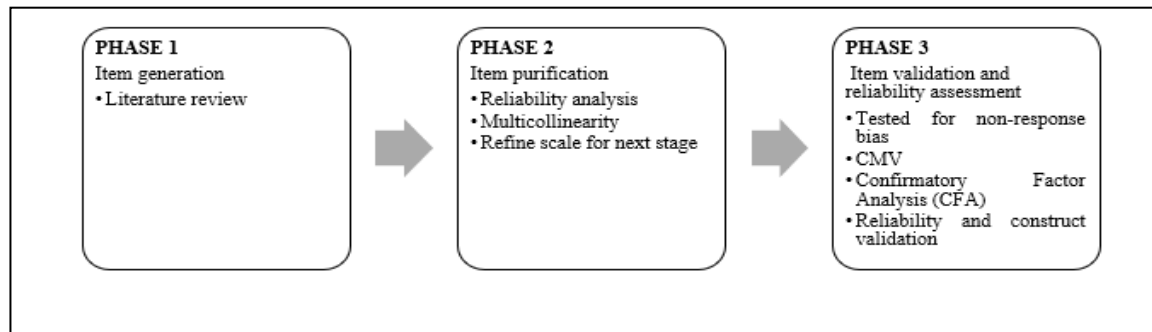 PHASE 1
Item generation
• Literature review
PHASE 2
Item purification
• Reliability analysis
• Multicollinearity
• Refine scale for next stage
PHASE 3
Item validation and
reliability assessment
• Tested for non-response
bias
• CMV
• Confirmatory Factor
Analysis (CFA)
• Reliability and construct
validation